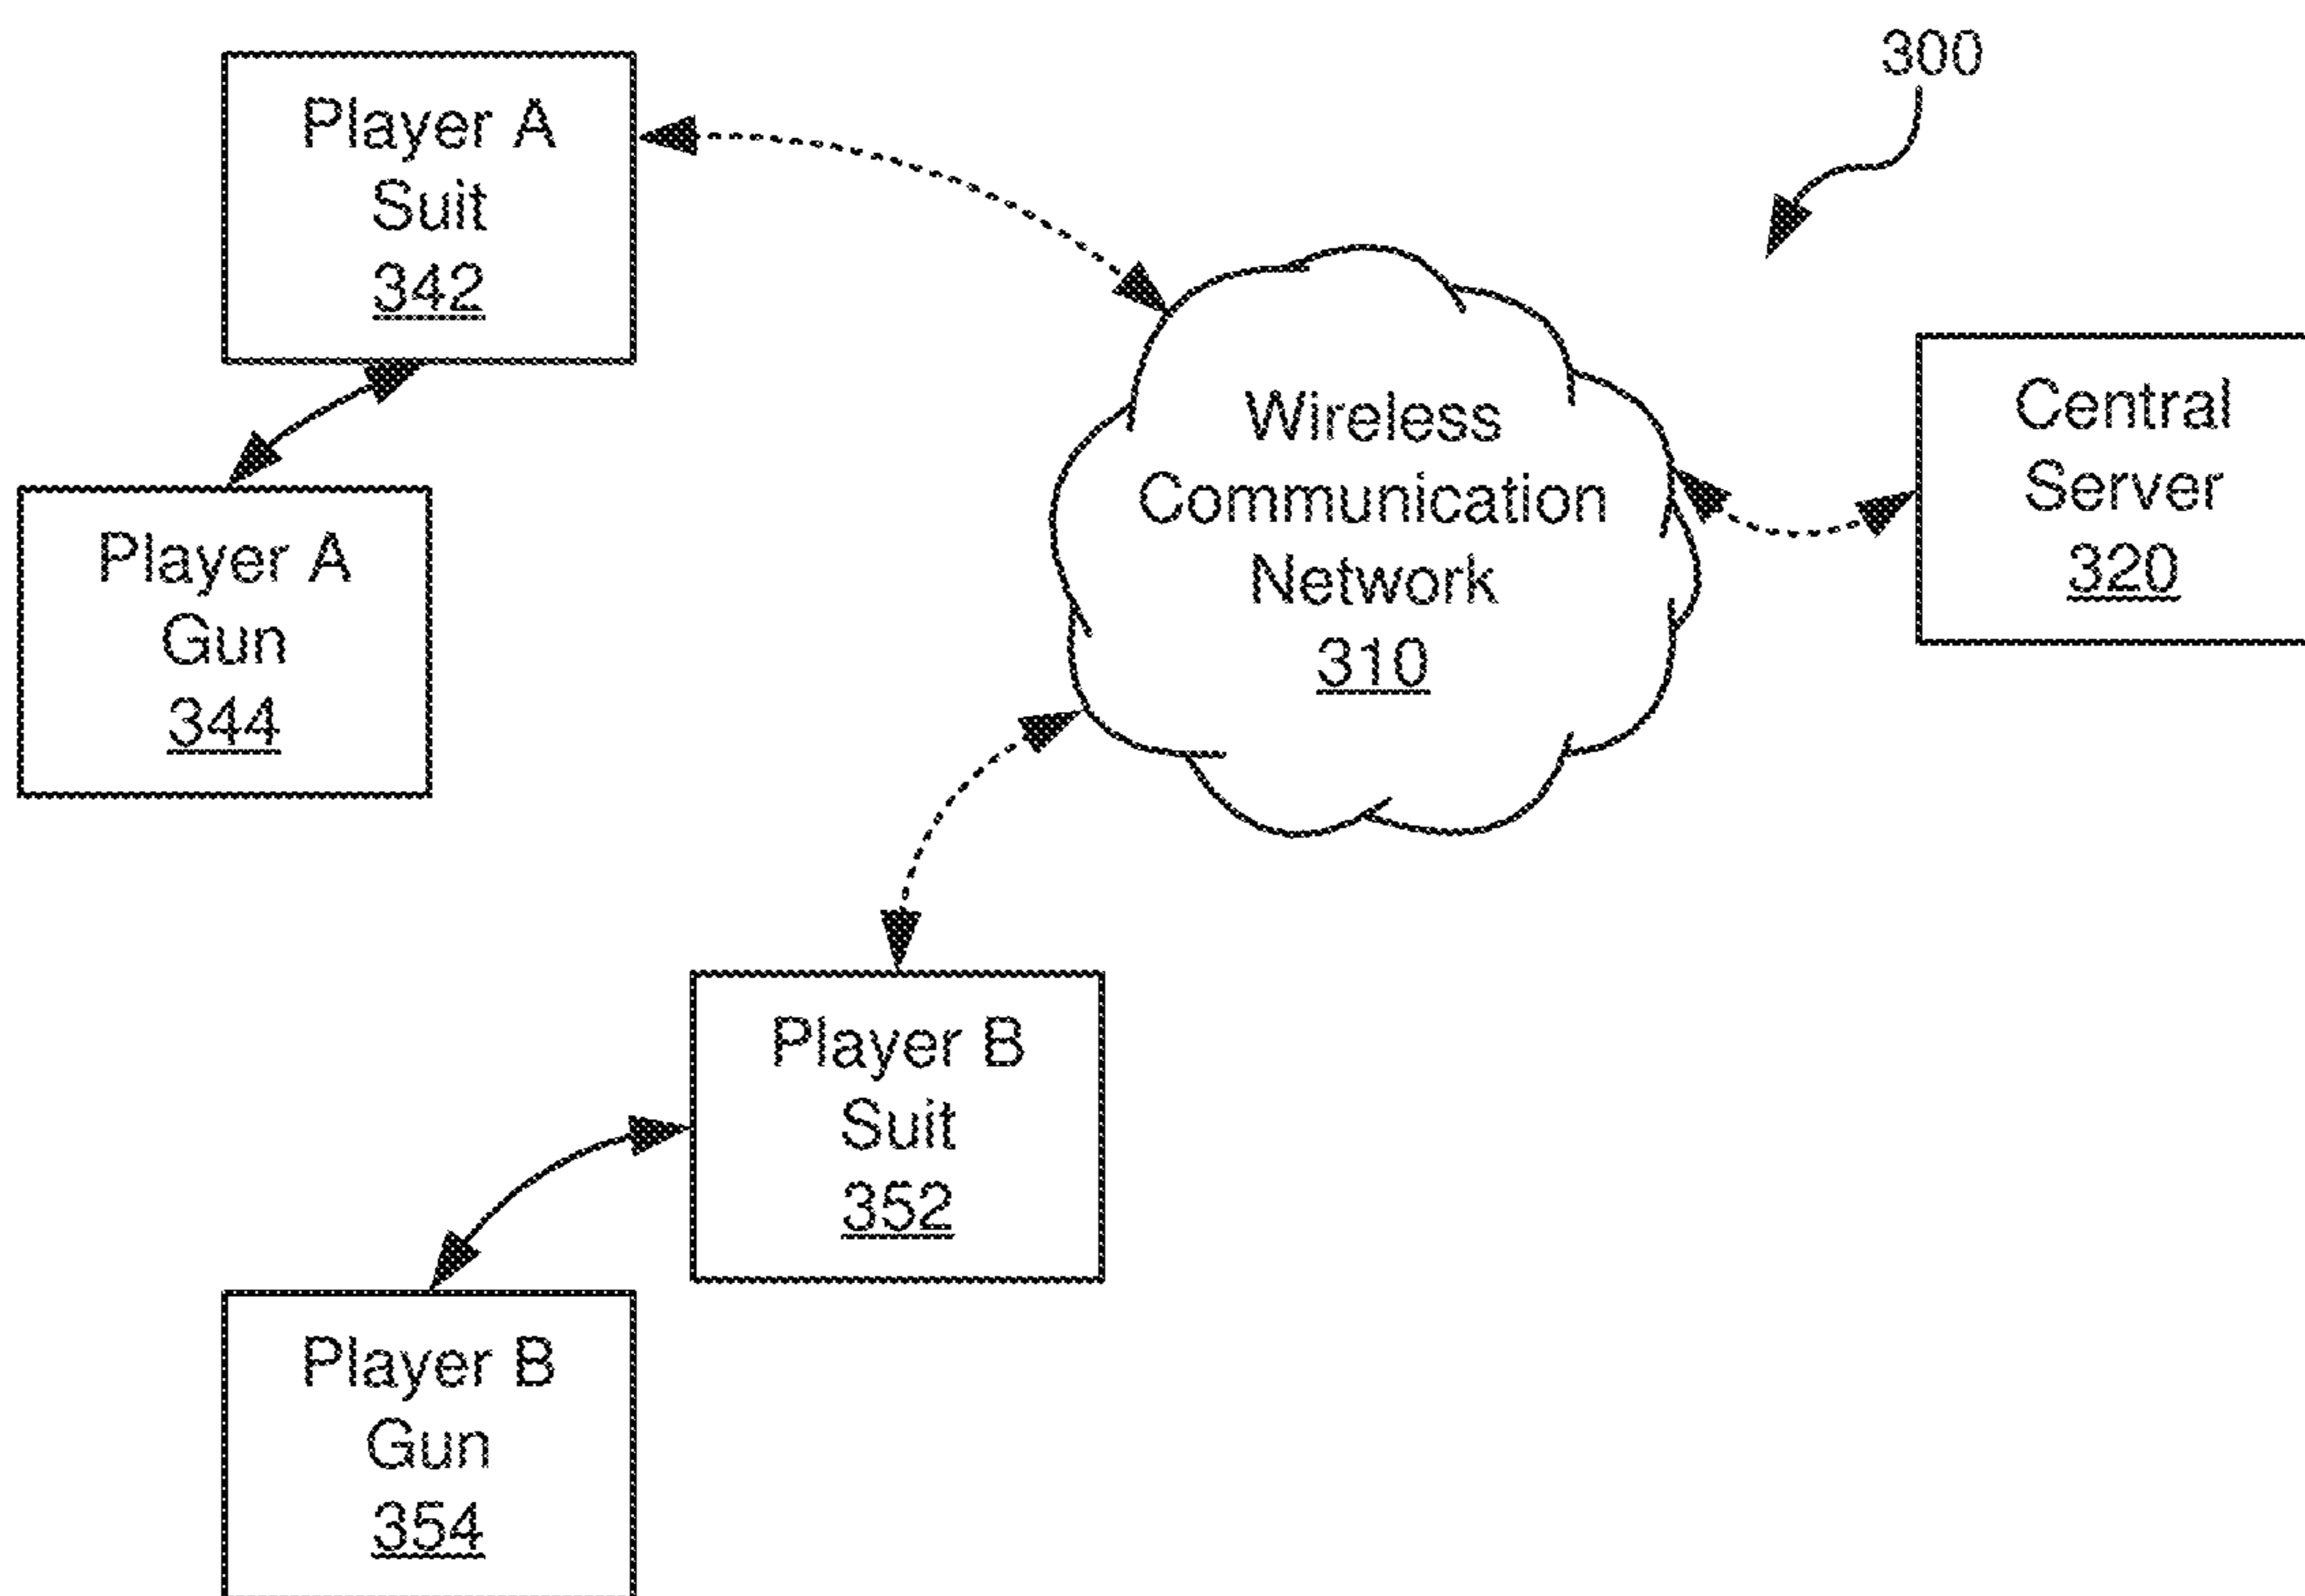 300
Player A
Suit
342
Wireless
Communication
Network
310
Central
Server
320
Player A
Gun
344
Player B
Suit
352
Player B
Gun
354